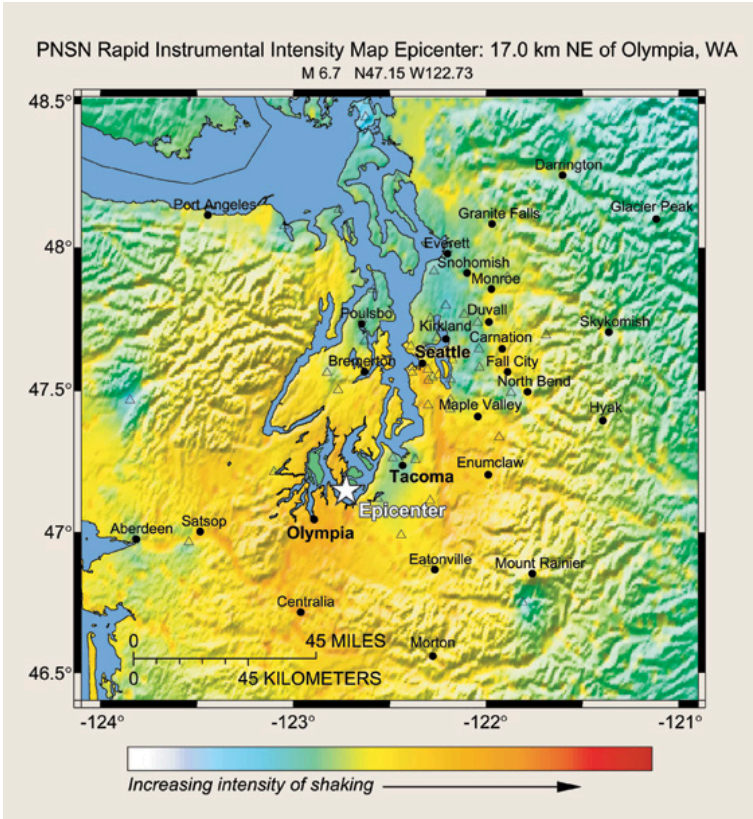 PNSN Rapid Instrumental Intensity Map Epicenter: 17.0 km NE of Olympia, WA
M 6.7 N47.15 W122.73
48.5°
Darrington
Port Angeles
Glacier Peak
Granite Falls
48°
Everett
Snohomish
Monroe
Poulsbo
Duvall
Skykomish
Kirkland
Carnation
Seattle
Bremerton
Fall City
North Bend
47.5°
Maple Valley
Hyak
Enumclaw
Tacoma
Epicenter
47°
Aberdeen
Satsop
Olympia
Eatonville
Mount Rainier
Centralia
0
45 MILES
Morton
46.5°
0
45 KILOMETERS
-124°
-123°
-122°
-121°
Increasing intensity of shaking